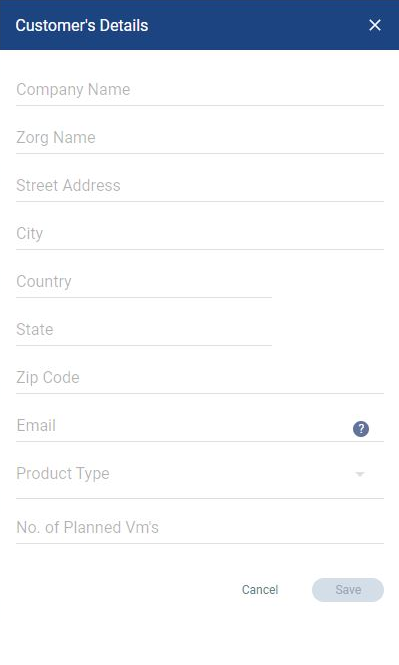 Customer's Details
Company Name
Zorg Name
Street Address
City
Country
State
Zip Code
Email
?
Product Type
No. of Planned Vm's
Cancel
Save